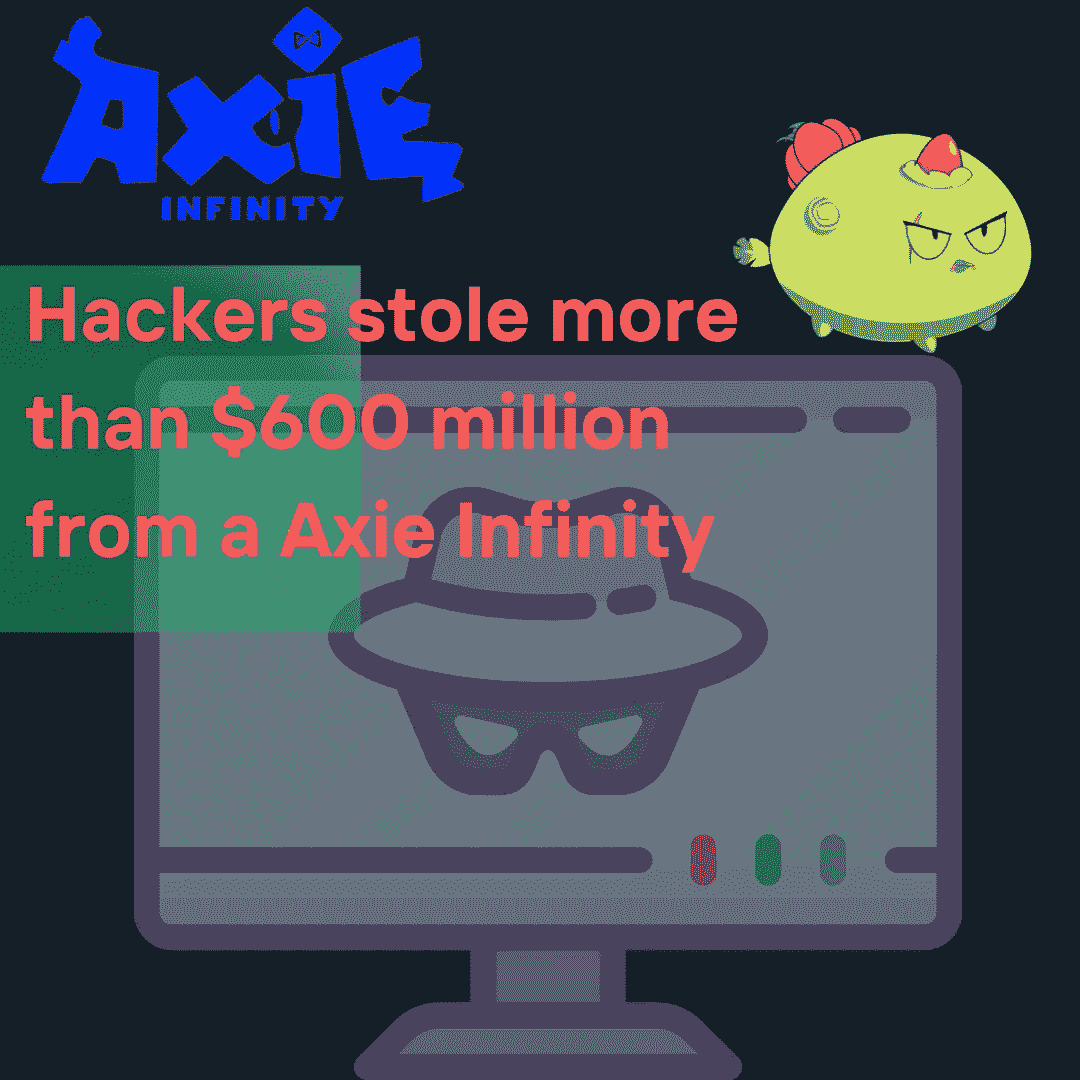 AXIE
INFINITY
Hackers stole more
than $600 million
from a Axie Infinity